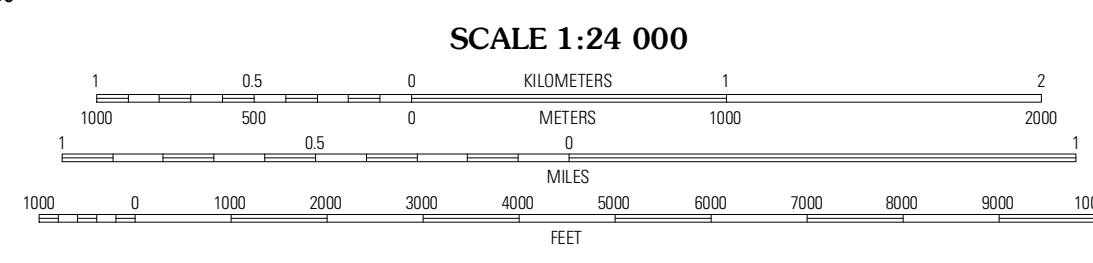 SCALE 1:24 000
1 0.5 0 KILOMETERS 1 2
1000 500 0 METERS 1000 2000
1 0.5 0 1
MILES
1000 0 1000 2000 3000 4000 5000 6000 7000 8000 9000
FEET